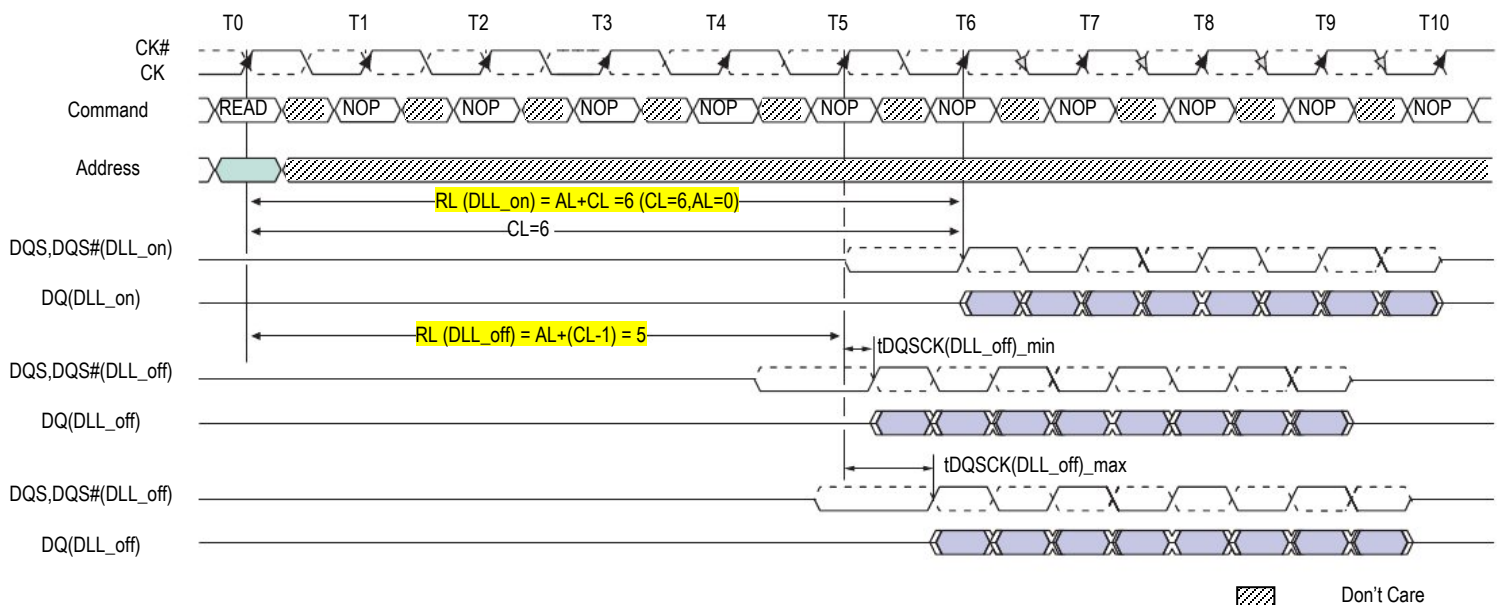 T0 T1 T2 T3 T4 T5 T6 T7 T8 T9 T10
CK#
CK
Command READ NOP NOP NOP NOP NOP NOP NOP NOP NOP NOP
Address
RL (DLL_on) = AL+CL =6 (CL=6,AL=0)
CL=6
DQS,DQS#(DLL_on)
DQ(DLL_on)
RL (DLL_off) = AL+(CL-1) = 5
tDQSCK(DLL_off)_min
DQS,DQS#(DLL_off)
DQ(DLL_off)
tDQSCK(DLL_off)_max
DQS,DQS#(DLL_off)
DQ(DLL_off)
Don't Care